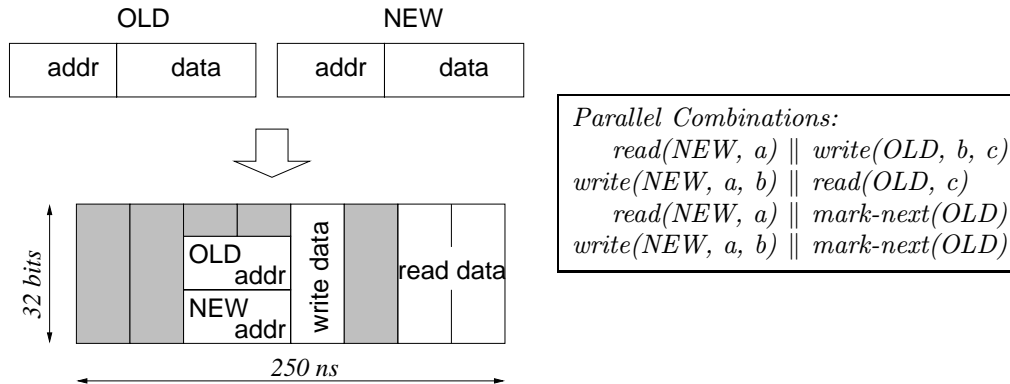 OLD
NEW
addr
data
addr
data
OLD
addr
NEW
addr
write data
read data
32 bits
250 ns
Parallel Combinations:
read(NEW, a) || write(OLD, b, c)
write(NEW, a, b) || read(OLD, c)
read(NEW, a) || mark-next(OLD)
write(NEW, a, b) || mark-next(OLD)